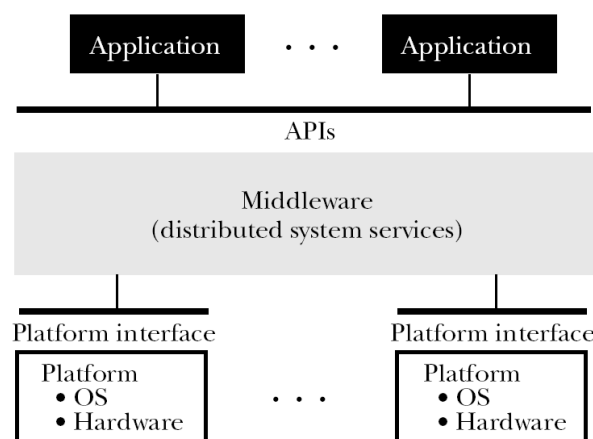 Application . . . Application
APIs
Middleware
(distributed system services)
Platform interface Platform interface
Platform Platform
• OS . . . • OS
• Hardware • Hardware